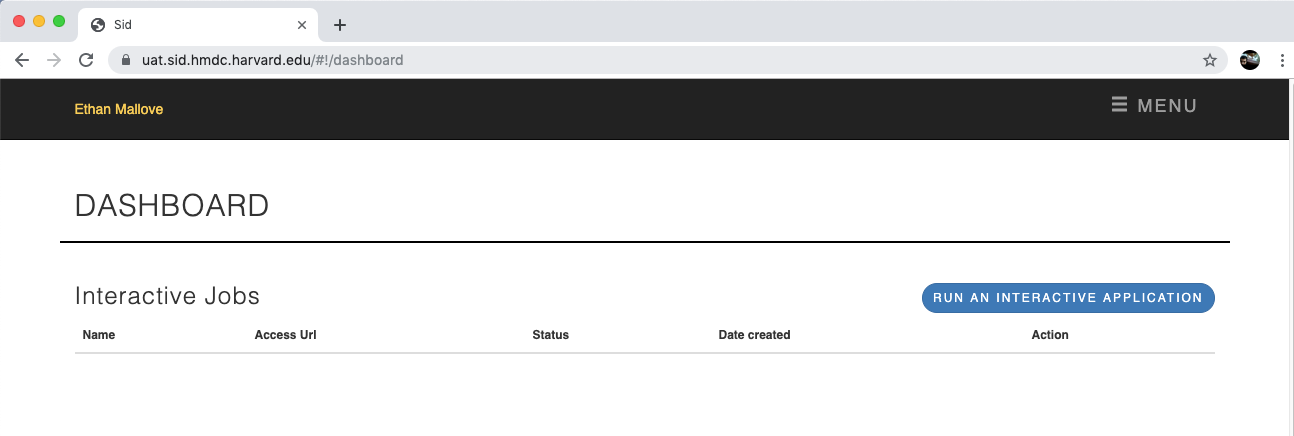 Sid
uat.sid.hmdc.harvard.edu/#!/dashboard
Ethan Mallove
MENU
DASHBOARD
Interactive Jobs
RUN AN INTERACTIVE APPLICATION
Name Access Url Status Date created Action